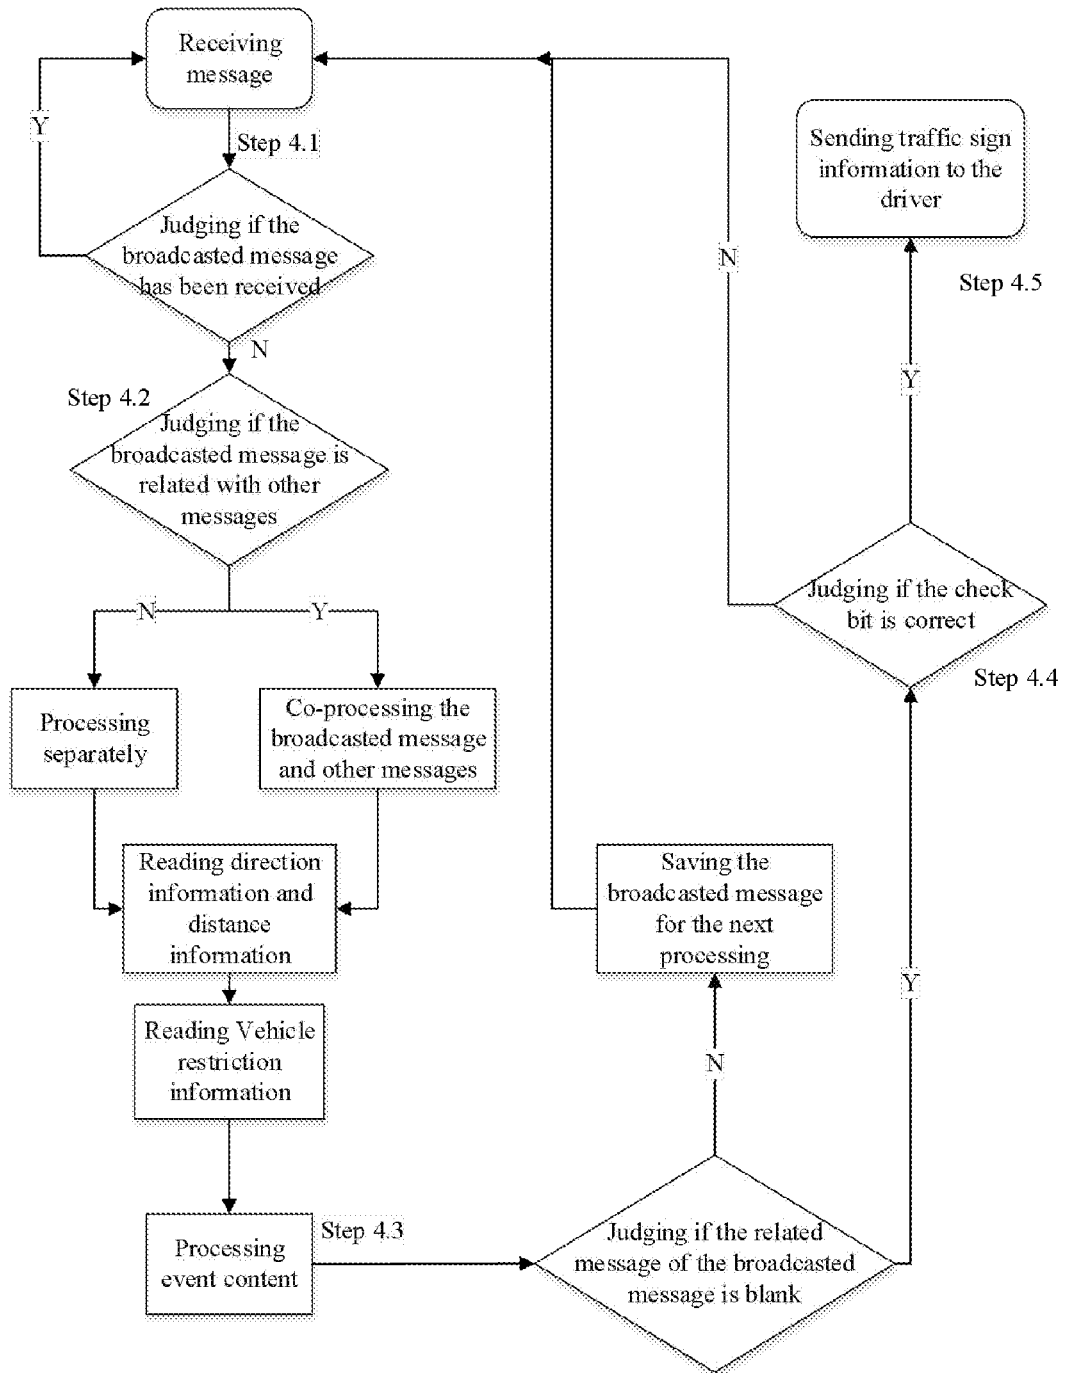 Receiving
message
Y
Step 4.1
Judging if the
broadcasted message
has been received
N
Step 4.2
Judging if the
broadcasted message is
related with other
messages
N
Y
Processing
separately
Co-processing the
broadcasted message
and other messages
Reading direction
information and
distance
information
Reading Vehicle
restriction
information
Processing
event content
Step 4.3
Judging if the related
message of the broadcasted
message is blank
N
Saving the
broadcasted message
for the next
processing
Y
Step 4.4
Judging if the check
bit is correct
N
Y
Step 4.5
Sending traffic sign
information to the
driver